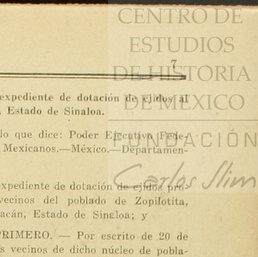 CENTRO DE
ESTUDIOS
DE HISTORIA
DE MÉXICO
FUNDACIÓN
Carlos Slim
7
expediente de dotación de ejidos al
, Estado de Sinaloa.
lo que dice: Poder Ejecutivo Fede-
Mexicanos.—México.—Departamen-
xpediente de dotación de ejidos pro-
vecinos del poblado de Zopilotita,
acán, Estado de Sinaloa; y
PRIMERO. — Por escrito de 20 de
s vecinos de dicho núcleo de pobla-